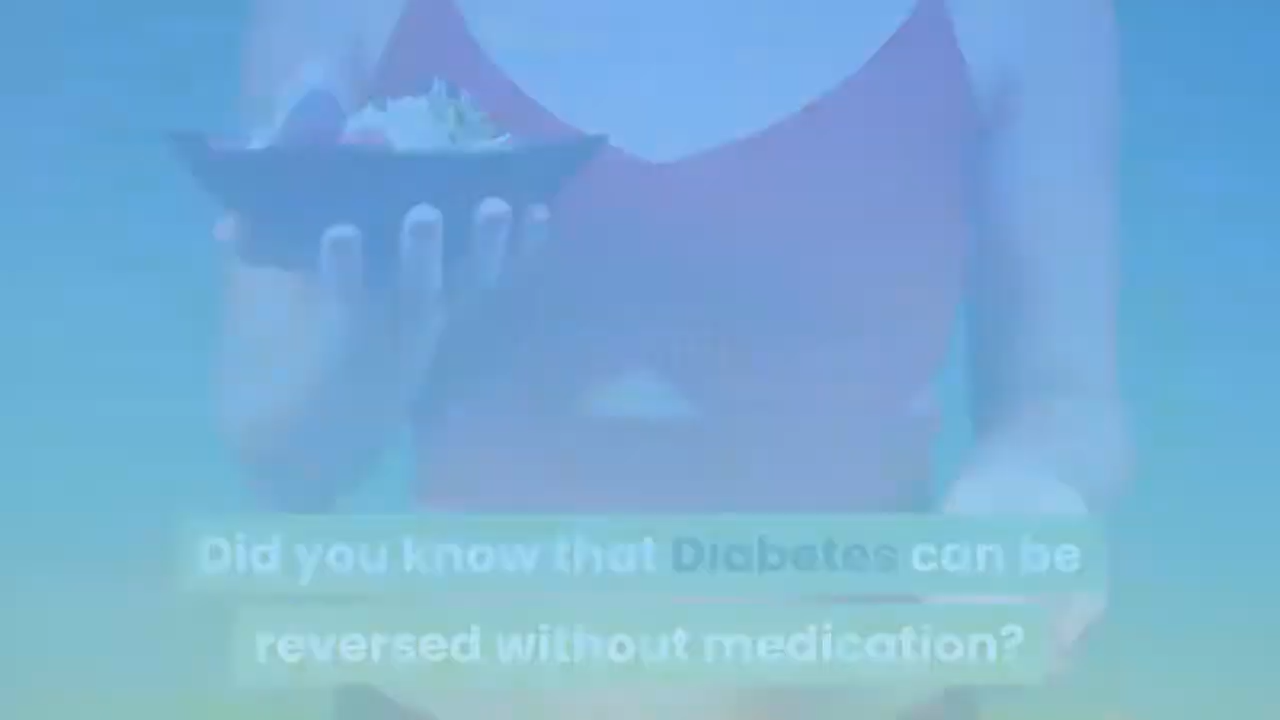 Did you know that Diabetes can be
reversed without medication?